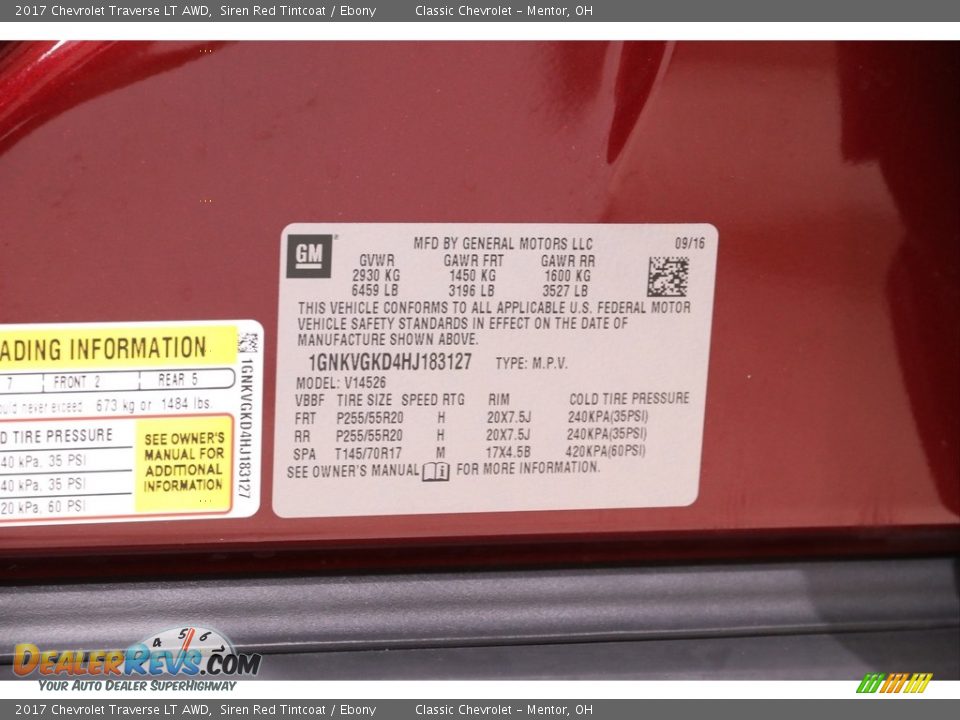 2017 Chevrolet Traverse LT AWD, Siren Red Tintcoat / Ebony Classic Chevrolet - Mentor, OH
GM
MFD BY GENERAL MOTORS LLC 09/16
GVWR GAWR FRT GAWR RR
2930 KG 1450 KG 1600 KG
6459 LB 3196 LB 3527 LB
THIS VEHICLE CONFORMS TO ALL APPLICABLE U.S. FEDERAL MOTOR
VEHICLE SAFETY STANDARDS IN EFFECT ON THE DATE OF
MANUFACTURE SHOWN ABOVE.
1GNKVGKD4HJ183127 TYPE: M.P.V.
MODEL: V14526
VBBF TIRE SIZE SPEED RTG RIM COLD TIRE PRESSURE
FRT P255/55R20 H 20X7.5J 240KPA(35PSI)
RR P255/55R20 H 20X7.5J 240KPA(35PSI)
SPA T145/70R17 M 17X4.5B 420KPA(60PSI)
SEE OWNER'S MANUAL FOR MORE INFORMATION.
ADING INFORMATION
7 FRONT 2 REAR 5
ould never exceed 673 kg or 1484 lbs.
D TIRE PRESSURE
40 kPa, 35 PSI
40 kPa, 35 PSI
20 kPa, 60 PSI
SEE OWNER'S
MANUAL FOR
ADDITIONAL
INFORMATION
1GNKVGKD4HJ183127
4 5 6
DEALERREVS.COM
YOUR AUTO DEALER SUPERHIGHWAY
2017 Chevrolet Traverse LT AWD, Siren Red Tintcoat / Ebony Classic Chevrolet - Mentor, OH